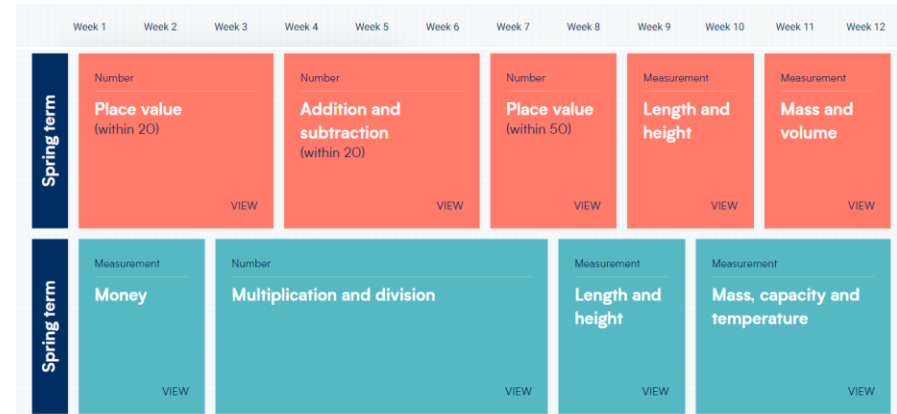 Week 1 Week 2 Week 3 Week 4 Week 5 Week 6 Week 7 Week 8 Week 9 Week 10 Week 11 Week 12
Spring term
Number
Place value
(within 20)
VIEW
Number
Addition and
subtraction
(within 20)
VIEW
Number
Place value
(within 50)
VIEW
Measurement
Length and
height
VIEW
Measurement
Mass and
volume
VIEW
Spring term
Measurement
Money
VIEW
Number
Multiplication and division
VIEW
Measurement
Length and
height
VIEW
Measurement
Mass, capacity and
temperature
VIEW